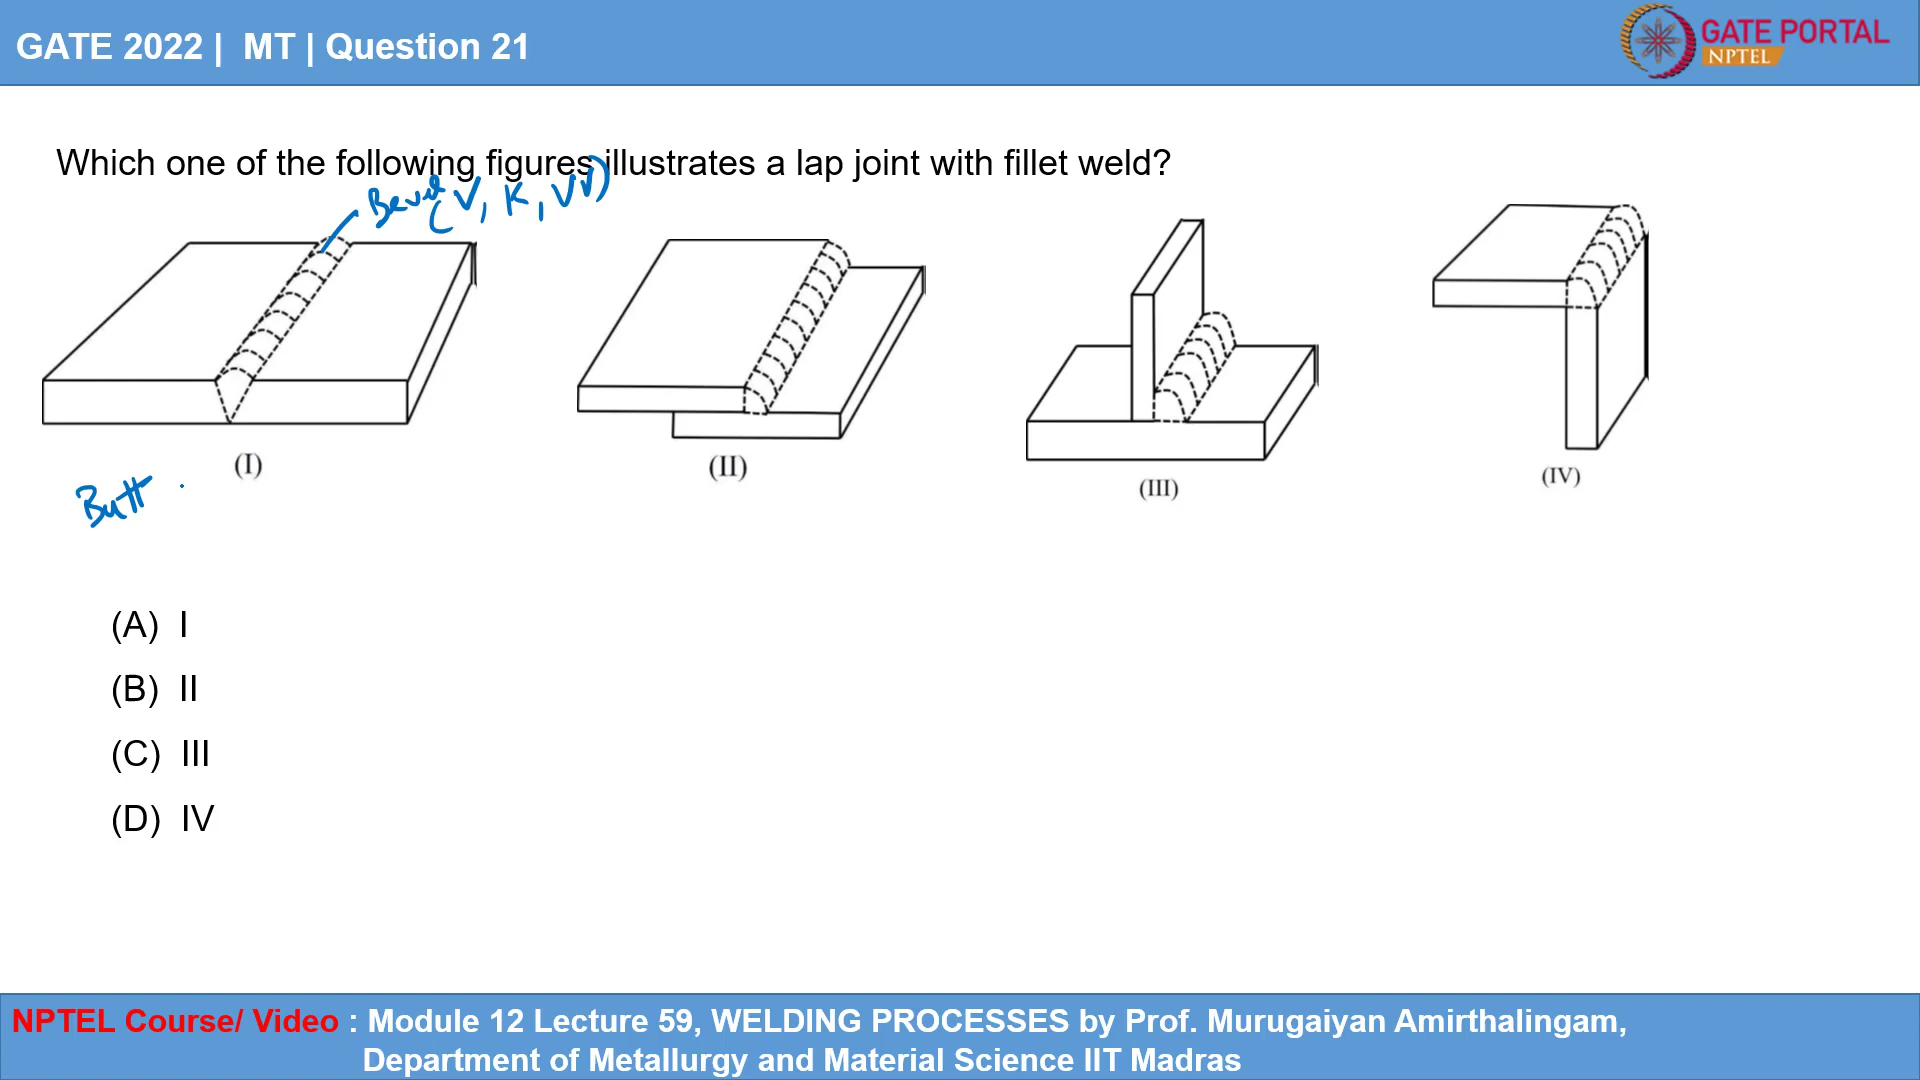 GATE 2022 | MT | Question 21
GATE PORTAL
NPTEL
Which one of the following figures illustrates a lap joint with fillet weld?
Bevel
(V, K, VV)
(I)
(II)
(III)
(IV)
Butt
(A) I
(B) II
(C) III
(D) IV
NPTEL Course/ Video : Module 12 Lecture 59, WELDING PROCESSES by Prof. Murugaiyan Amirthalingam,
Department of Metallurgy and Material Science IIT Madras